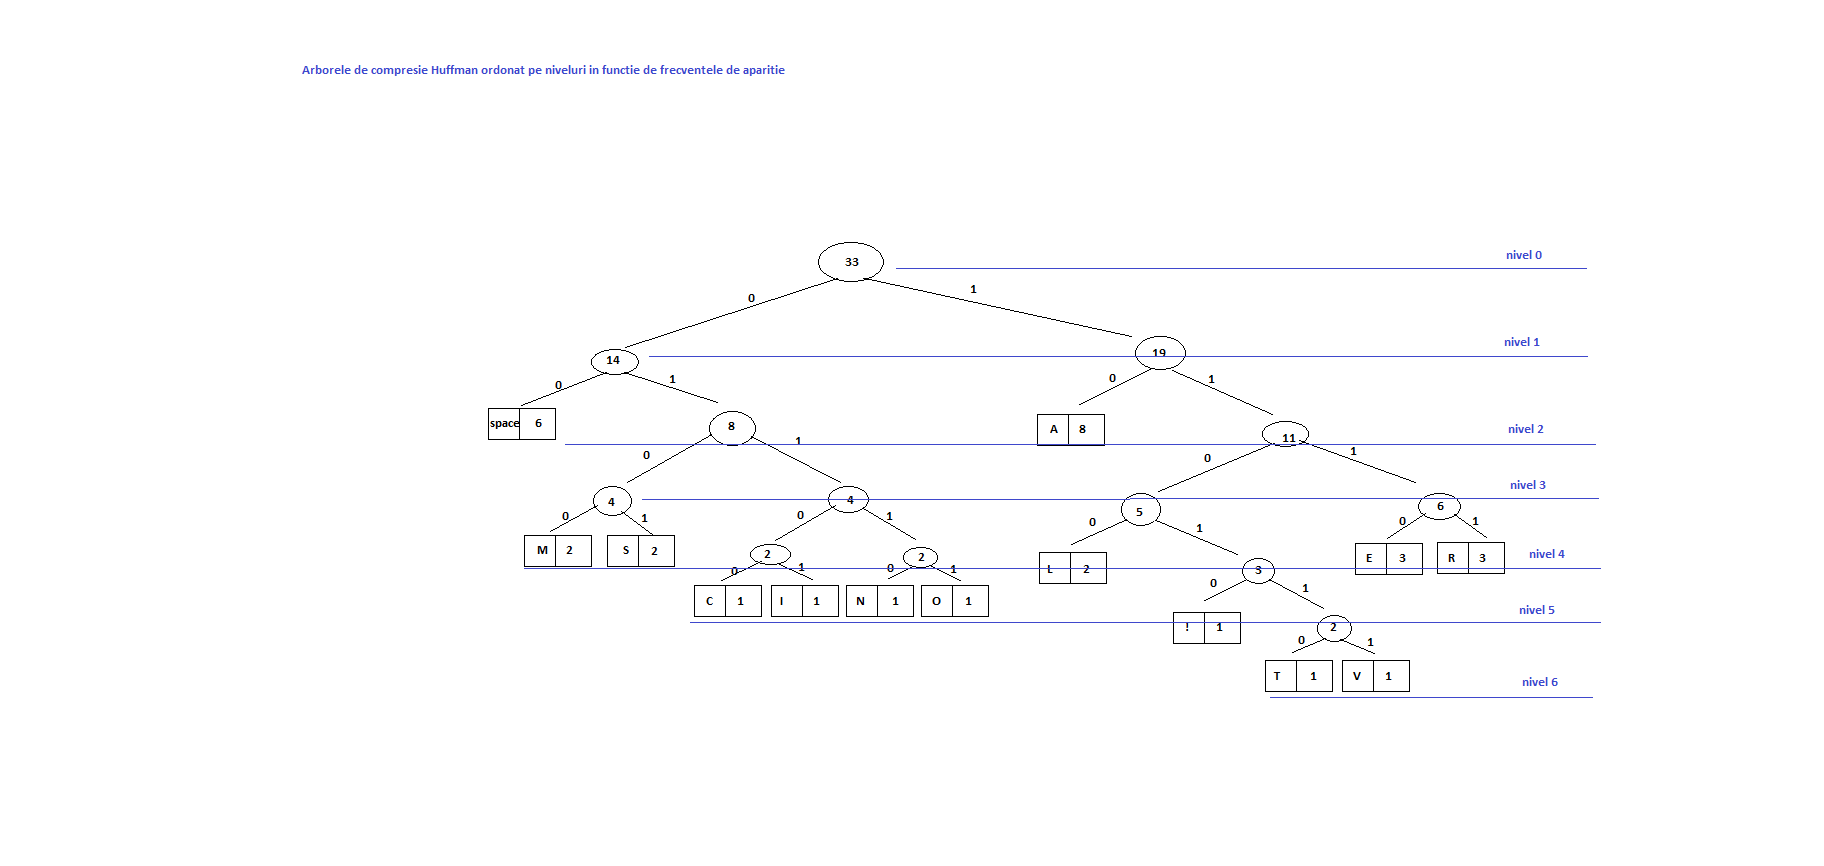 Arborele de compresie Huffman ordonat pe niveluri in functie de frecventele de aparitie
33
nivel 0
0
1
14
19
nivel 1
0
1
0
1
space 6
8
A 8
11
nivel 2
0
1
0
1
4
4
5
6
nivel 3
0
1
0
1
0
1
0
1
M 2
S 2
2
2
L 2
3
E 3
R 3
nivel 4
0
1
0
1
0
1
C 1
I 1
N 1
O 1
! 1
2
nivel 5
0
1
T 1
V 1
nivel 6